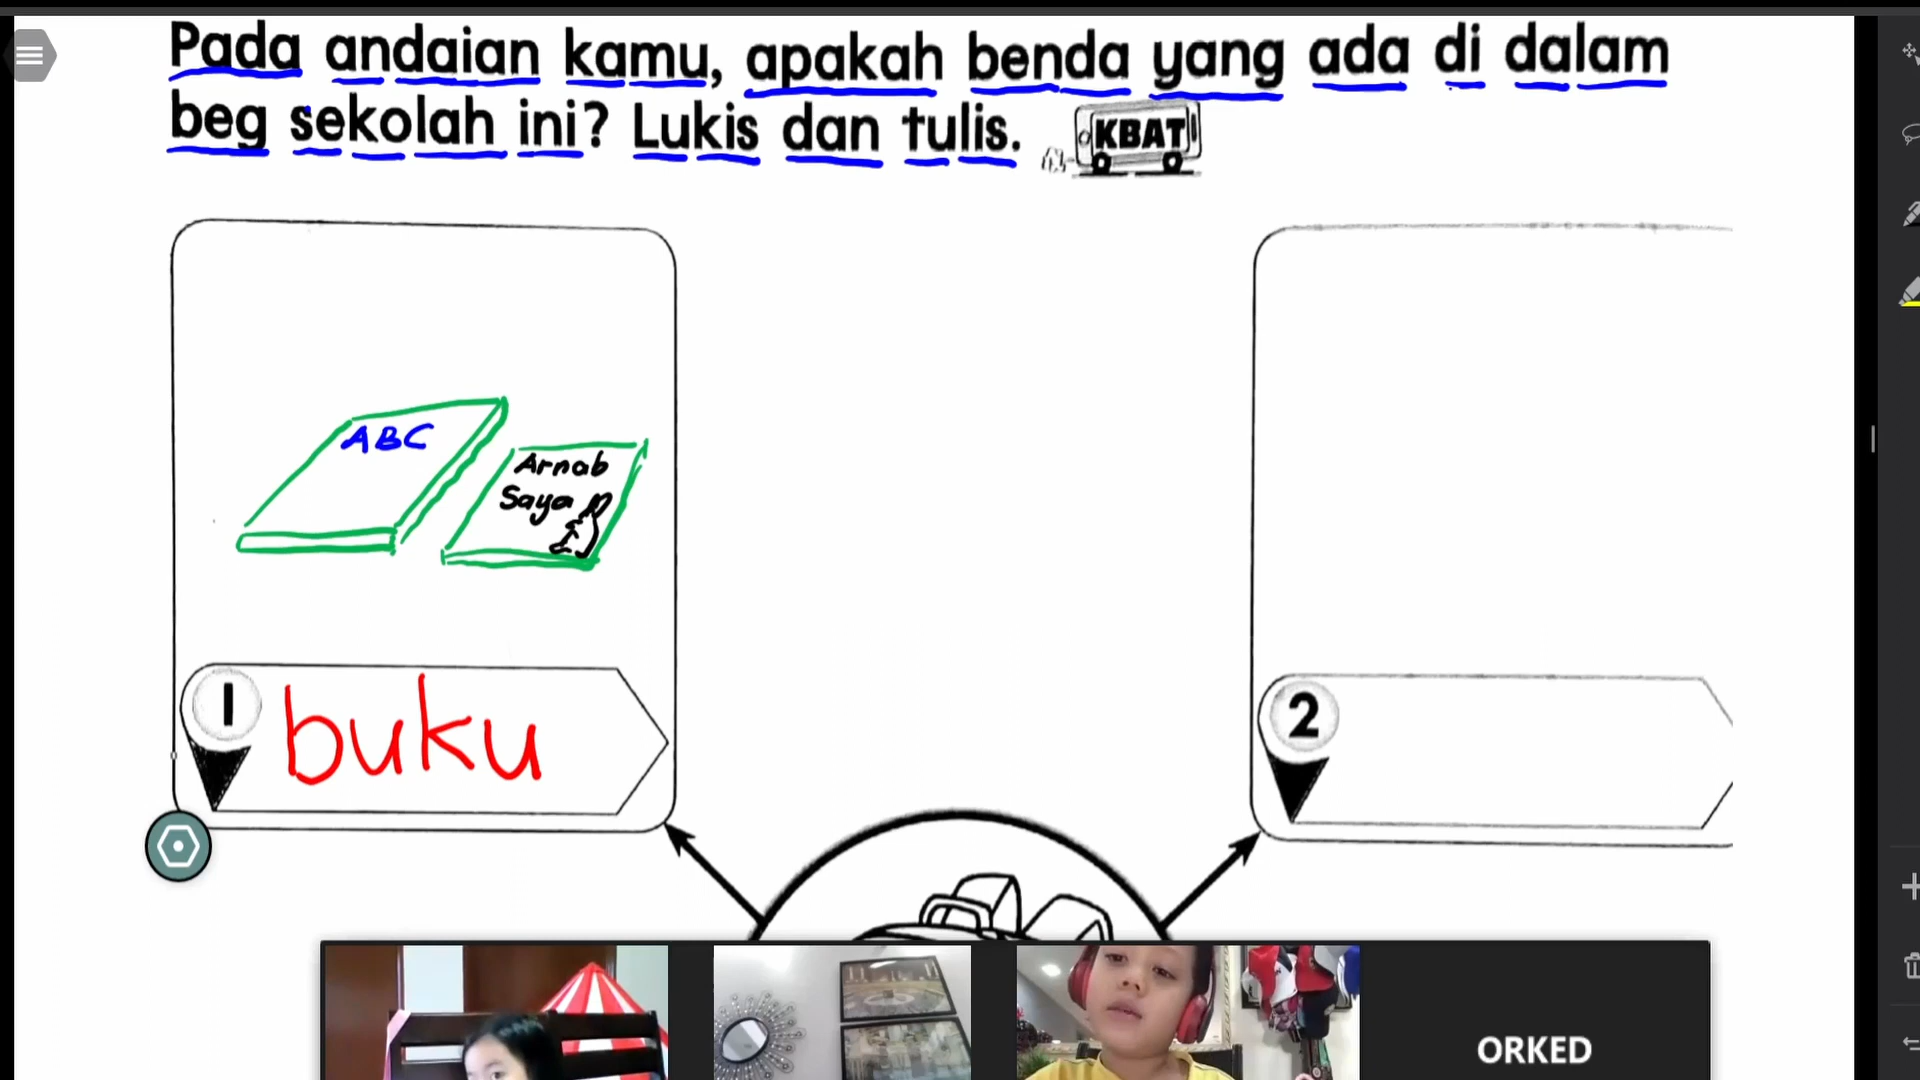 Pada andaian kamu, apakah benda yang ada di dalam
beg sekolah ini? Lukis dan tulis.
KBAT
ABC
Arnab
Saya
1
buku
2
ORKED